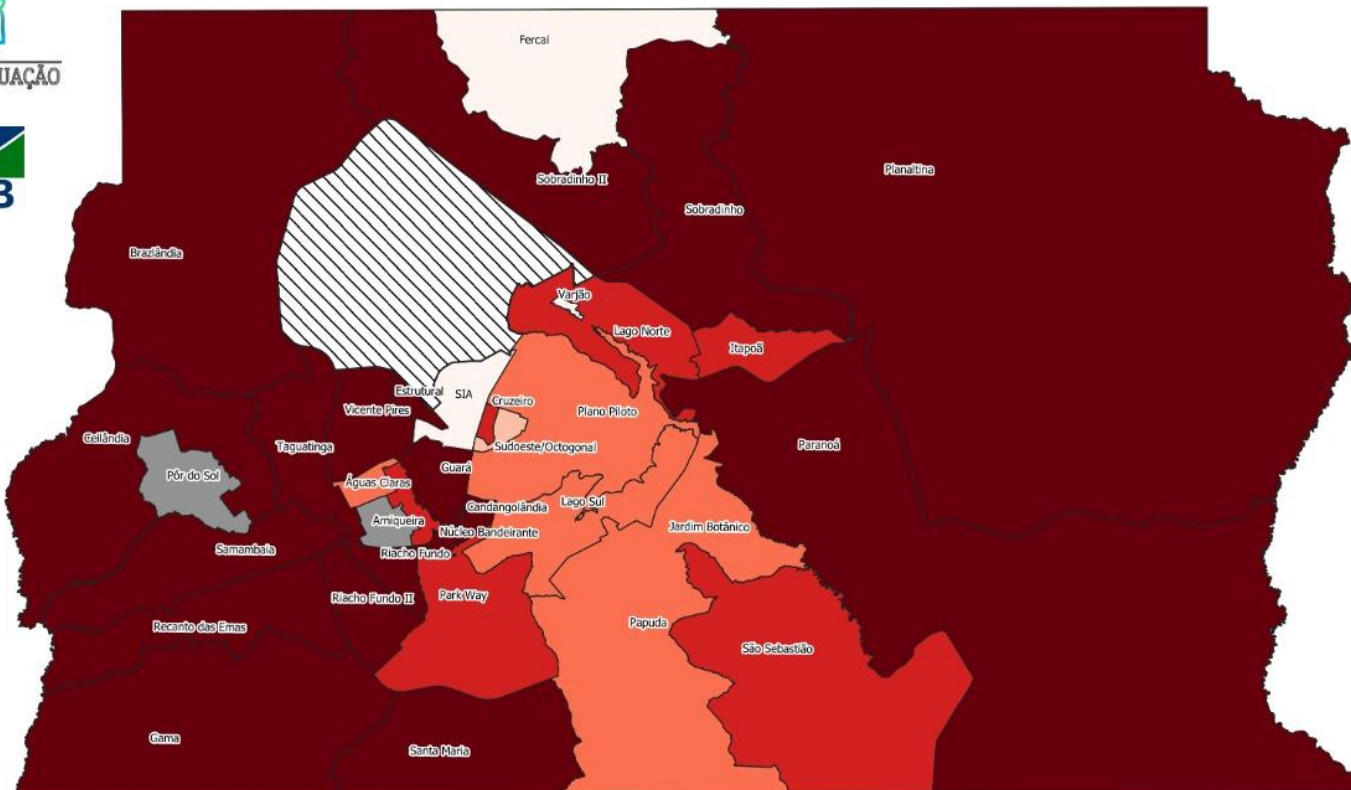 UAÇÃO
B
Fercal
Planaltina
Sobradinho II
Sobradinho
Brazlândia
Varjão
Lago Norte
Itapoã
Estrutural
SIA
Cruzeiro
Vicente Pires
Plano Piloto
Ceilândia
Taguatinga
Sudoeste/Octogonal
Paranoá
Guará
Pôr do Sol
Águas Claras
Lago Sul
Candangolândia
Arniqueira
Jardim Botânico
Núcleo Bandeirante
Samambaia
Riacho Fundo
Riacho Fundo II
Park Way
Recanto das Emas
Papuda
São Sebastião
Gama
Santa Maria